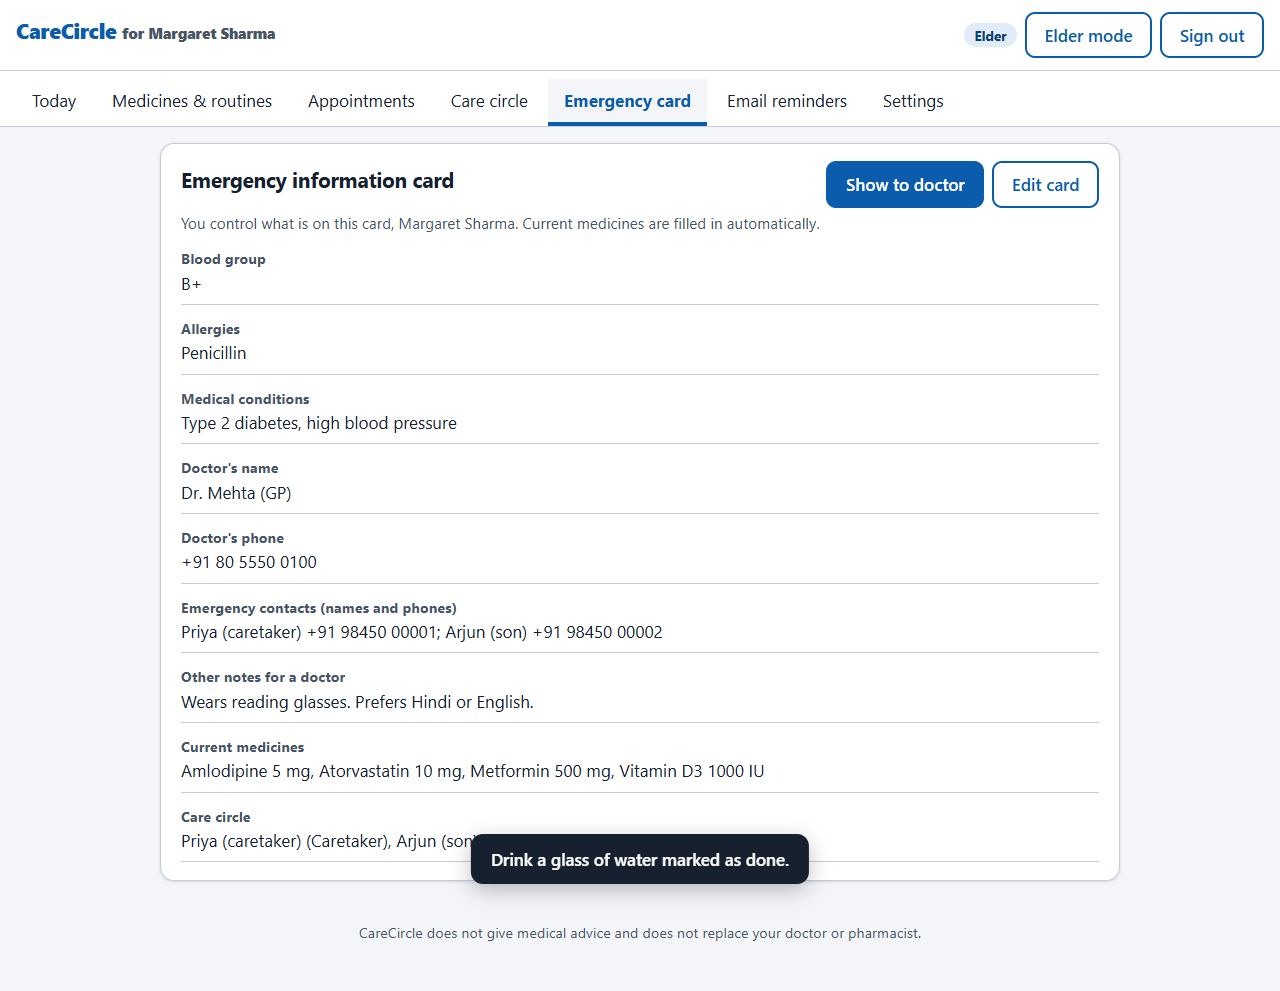 CareCircle for Margaret Sharma
Elder
Elder mode
Sign out
Today
Medicines & routines
Appointments
Care circle
Emergency card
Email reminders
Settings
Emergency information card
Show to doctor
Edit card
You control what is on this card, Margaret Sharma. Current medicines are filled in automatically.
Blood group
B+
Allergies
Penicillin
Medical conditions
Type 2 diabetes, high blood pressure
Doctor's name
Dr. Mehta (GP)
Doctor's phone
+91 80 5550 0100
Emergency contacts (names and phones)
Priya (caretaker) +91 98450 00001; Arjun (son) +91 98450 00002
Other notes for a doctor
Wears reading glasses. Prefers Hindi or English.
Current medicines
Amlodipine 5 mg, Atorvastatin 10 mg, Metformin 500 mg, Vitamin D3 1000 IU
Care circle
Priya (caretaker) (Caretaker), Arjun (son
Drink a glass of water marked as done.
CareCircle does not give medical advice and does not replace your doctor or pharmacist.